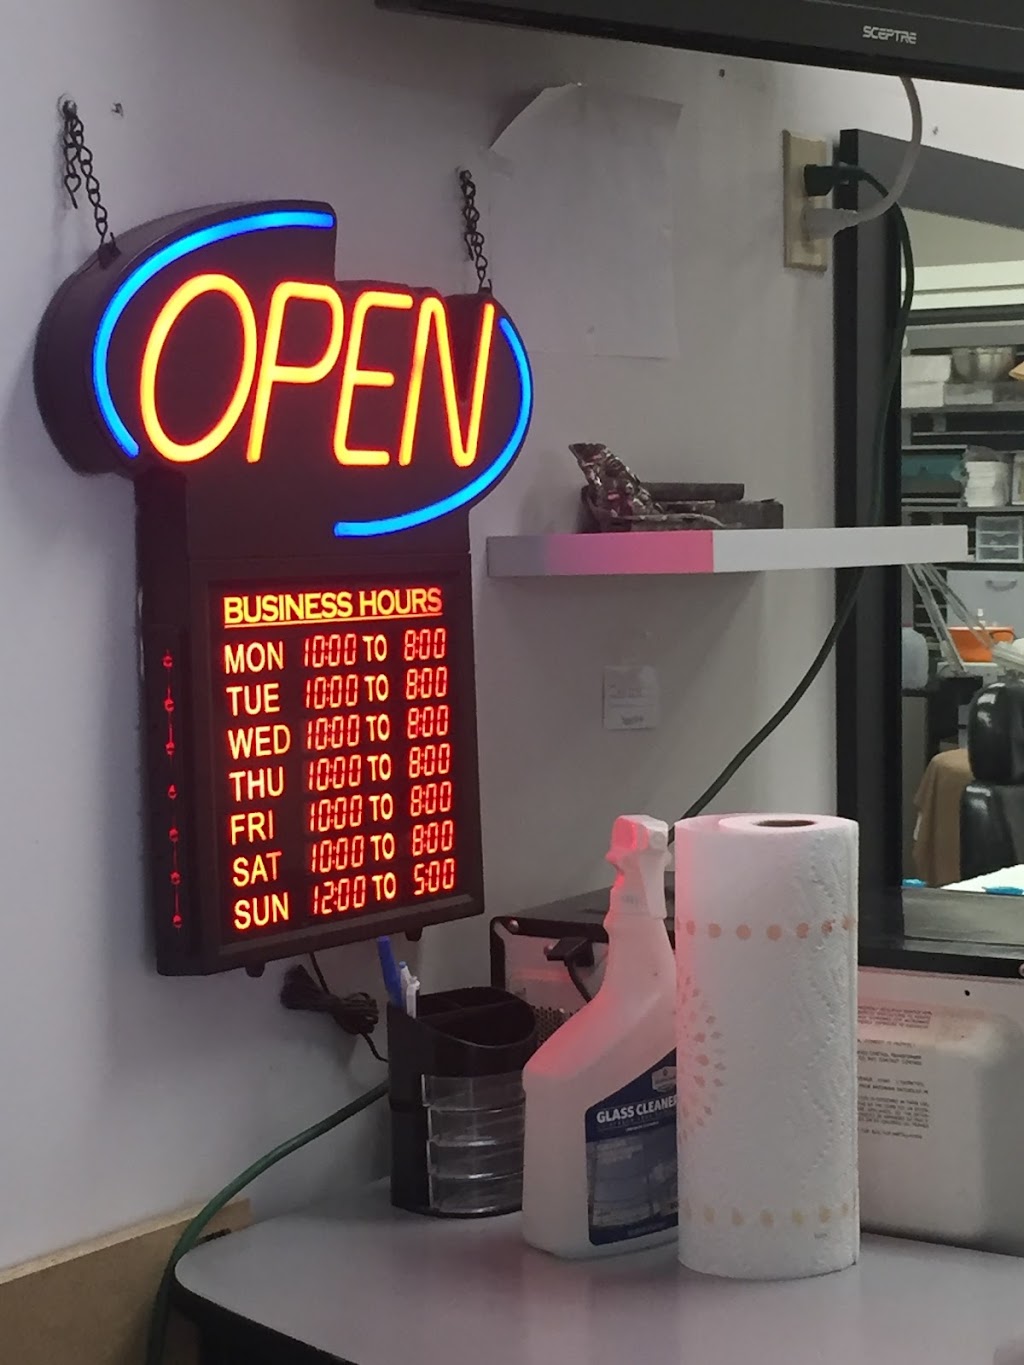 SCEPTRE
OPEN
BUSINESS HOURS
MON 10:00 TO 8:00
TUE 10:00 TO 8:00
WED 10:00 TO 8:00
THU 10:00 TO 8:00
FRI 10:00 TO 8:00
SAT 10:00 TO 8:00
SUN 12:00 TO 5:00
GLASS CLEANER